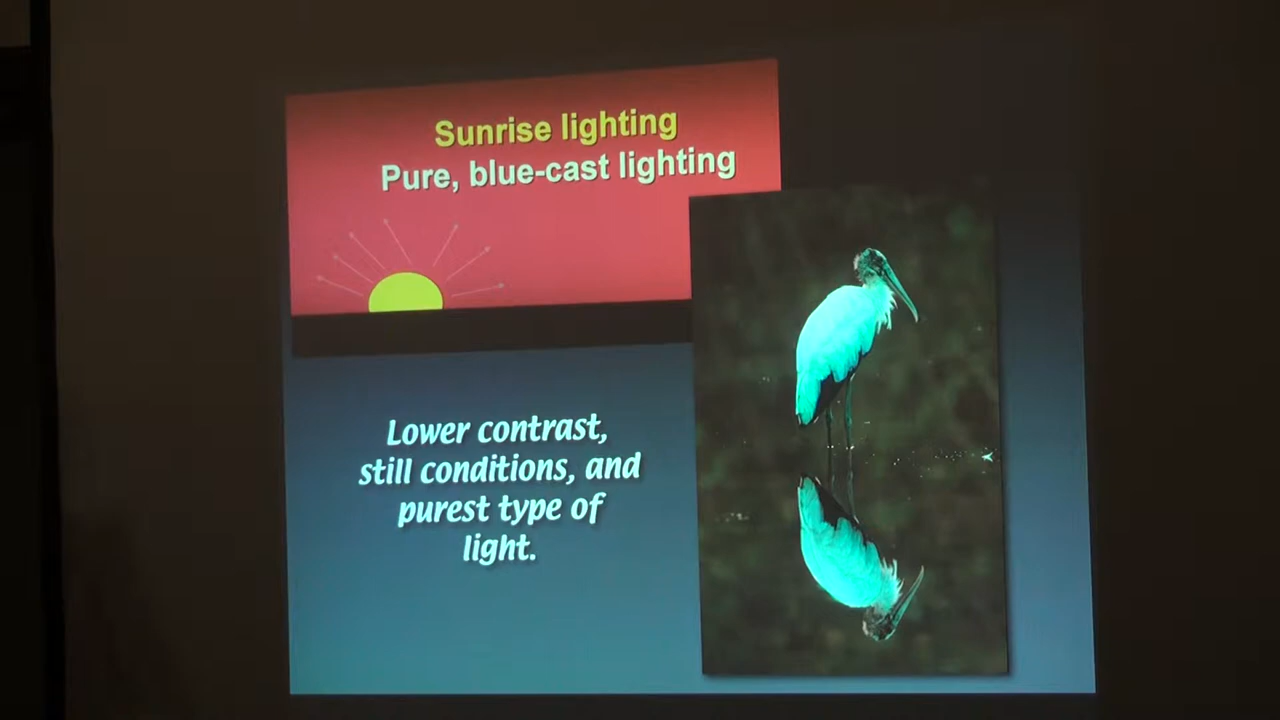 Sunrise lighting
Pure, blue-cast lighting
Lower contrast,
still conditions, and
purest type of
light.